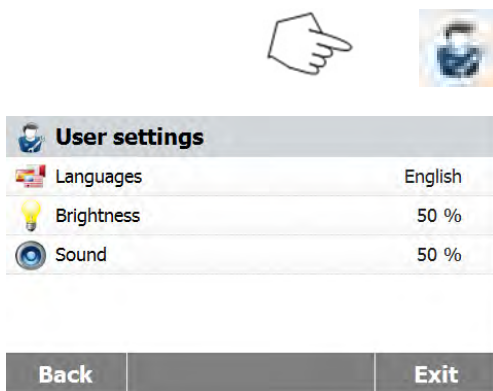 User settings
Languages English
Brightness 50 %
Sound 50 %
Back Exit